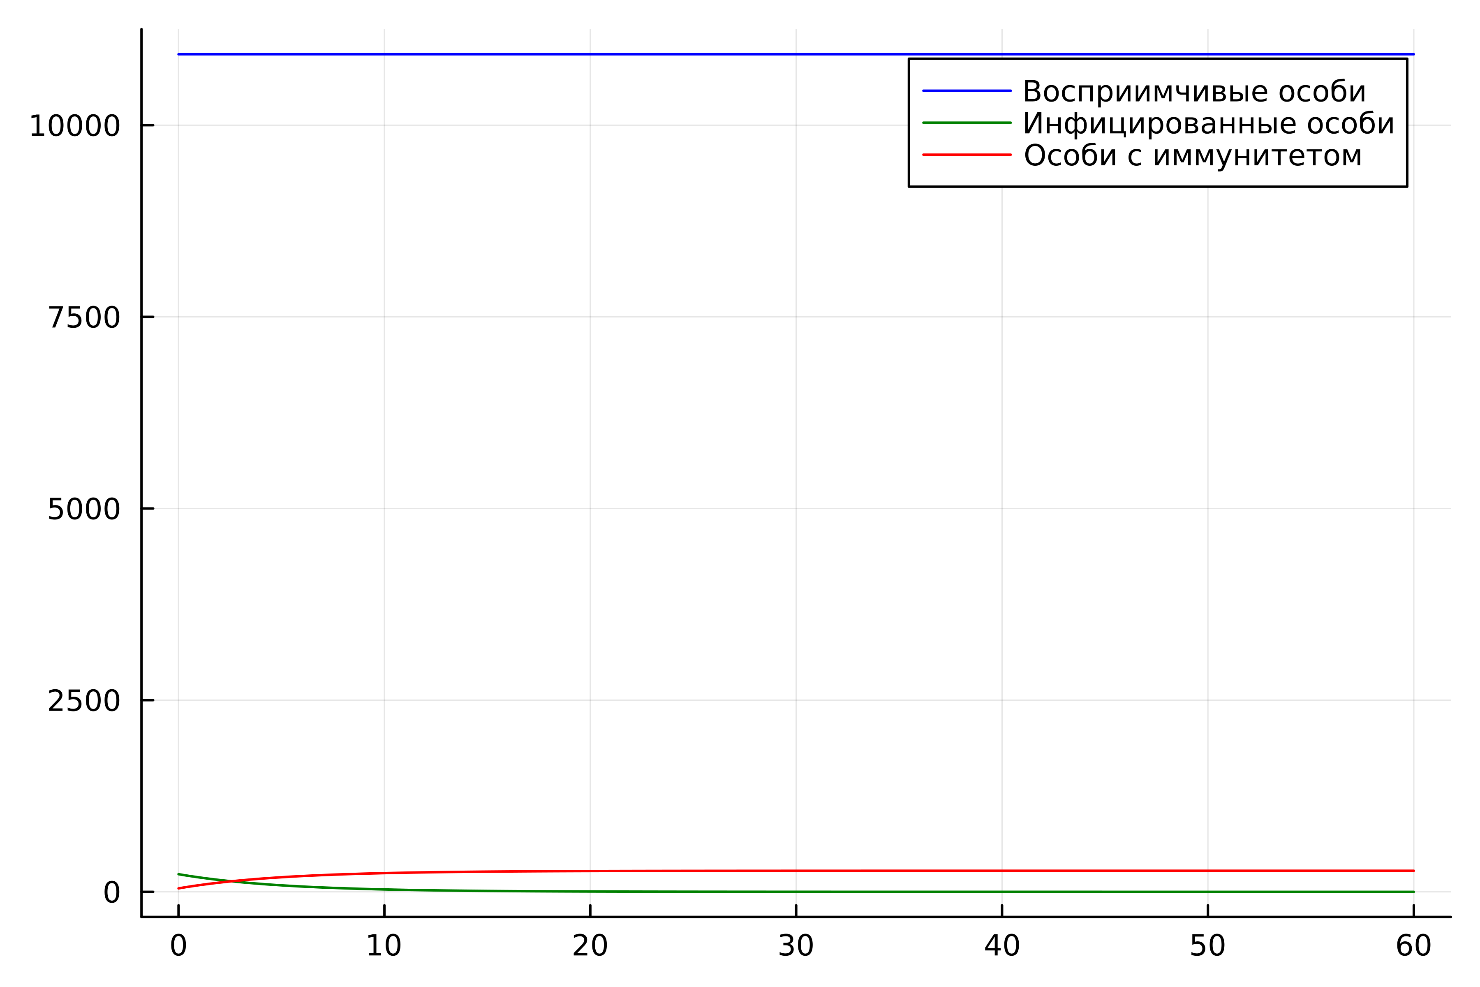 Восприимчивые особи
Инфицированные особи
Особи с иммунитетом
10000
7500
5000
2500
0
0 10 20 30 40 50 60